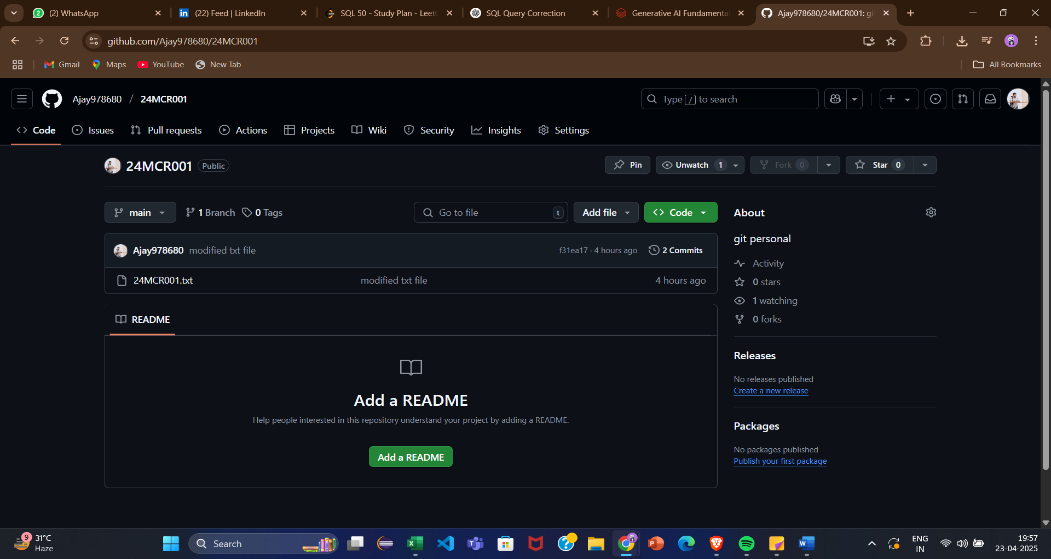 (2) WhatsApp
(22) Feed | LinkedIn
SQL 50 - Study Plan - Leet
SQL Query Correction
Generative AI Fundamenta
Ajay978680/24MCR001: gi
github.com/Ajay978680/24MCR001
Gmail
Maps
YouTube
New Tab
All Bookmarks
Ajay978680 / 24MCR001
Type / to search
Code
Issues
Pull requests
Actions
Projects
Wiki
Security
Insights
Settings
24MCR001 Public
Pin
Unwatch 1
Fork 0
Star 0
main
1 Branch
0 Tags
Go to file t
Add file
Code
Ajay978680 modified txt file
f31ea17 · 4 hours ago
2 Commits
24MCR001.txt
modified txt file
4 hours ago
README
Add a README
Help people interested in this repository understand your project by adding a README.
Add a README
About
git personal
Activity
0 stars
1 watching
0 forks
Releases
No releases published
Create a new release
Packages
No packages published
Publish your first package
9
31°C
Haze
Search
ENG
IN
19:57
23-04-2025